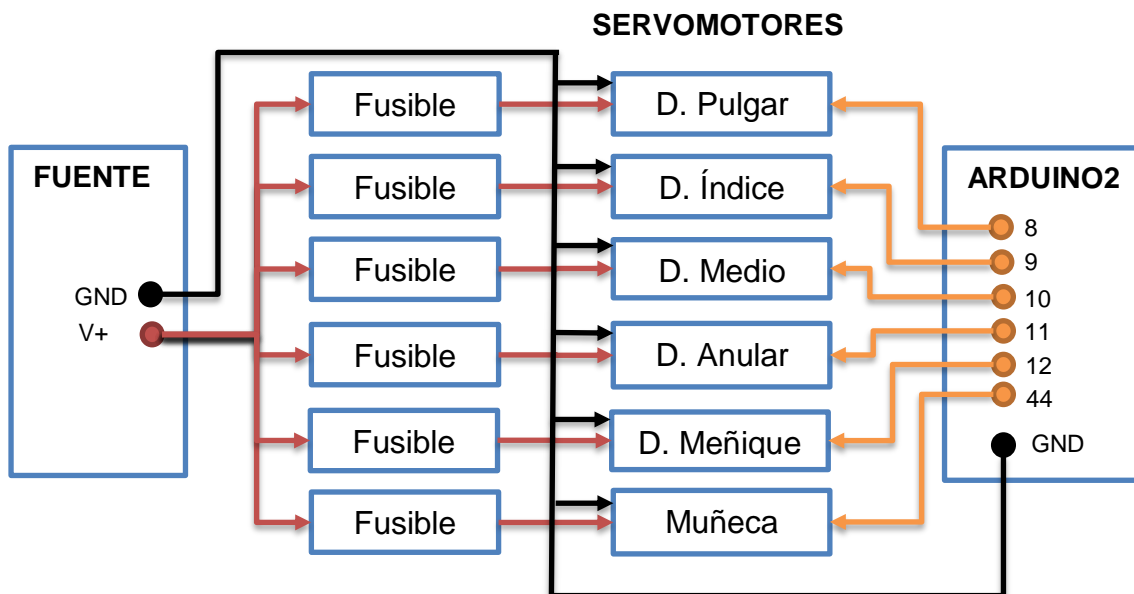 SERVOMOTORES
FUENTE
GND
V+
Fusible
Fusible
Fusible
Fusible
Fusible
Fusible
D. Pulgar
D. Índice
D. Medio
D. Anular
D. Meñique
Muñeca
ARDUINO2
8
9
10
11
12
44
GND